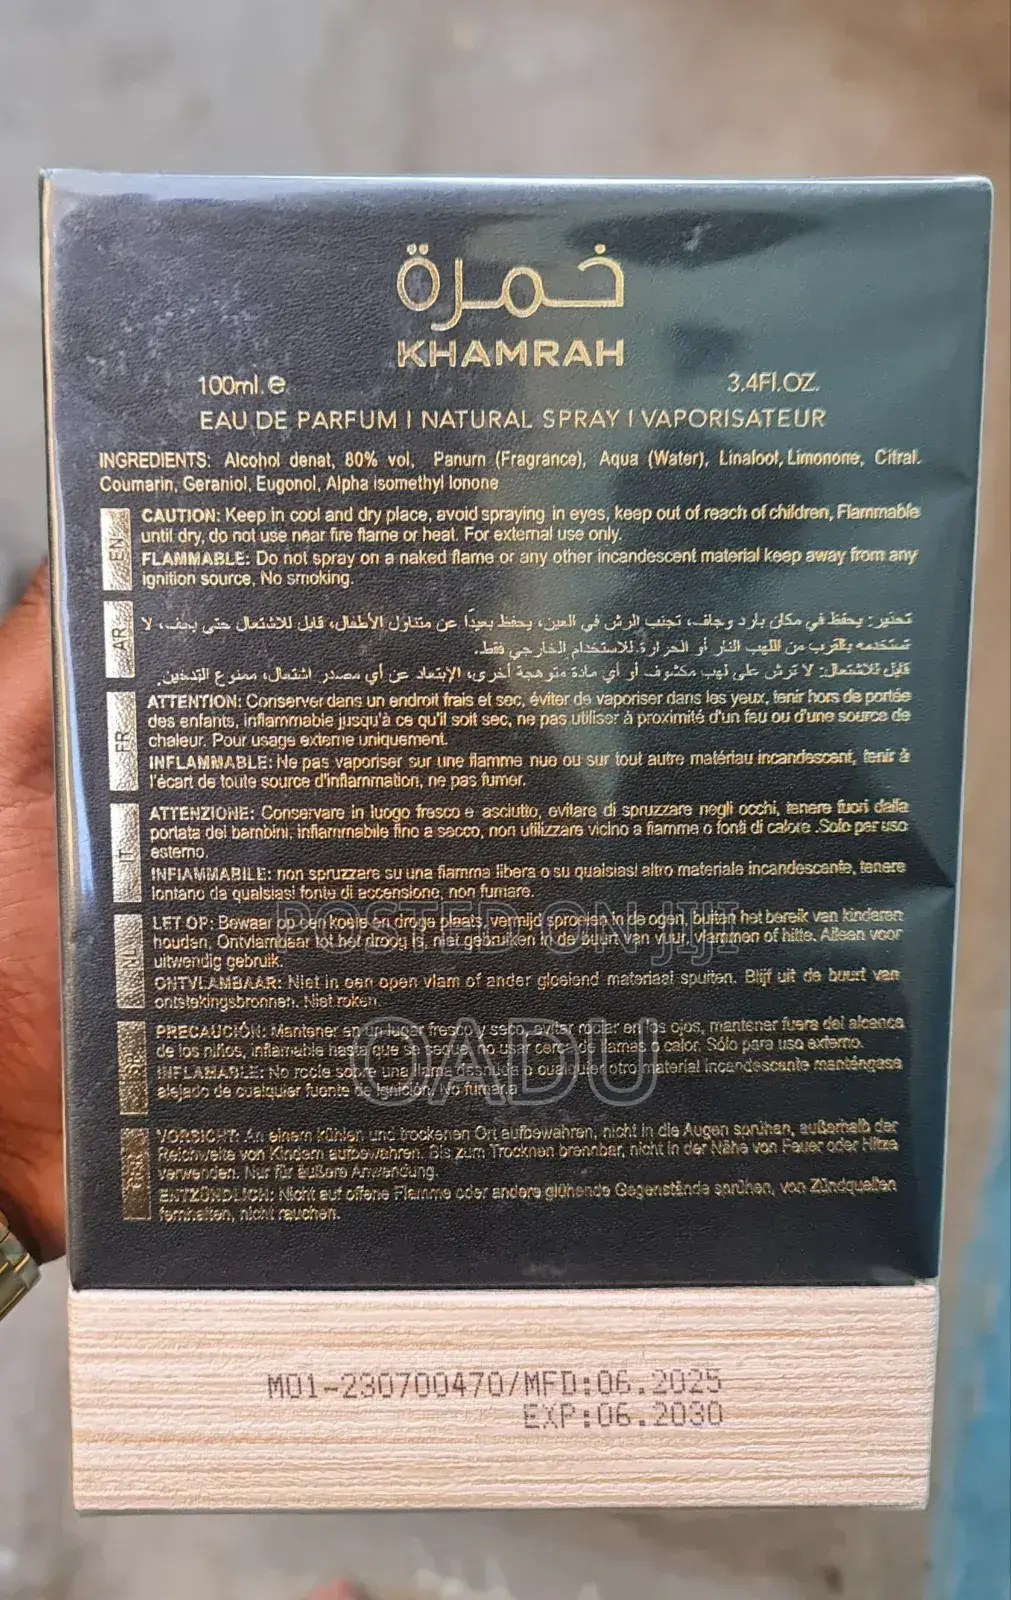 خمرة
KHAMRAH
100ml. e 3.4Fl.OZ.
EAU DE PARFUM I NATURAL SPRAY I VAPORISATEUR
INGREDIENTS: Alcohol denat, 80% vol, Panurn (Fragrance), Aqua (Water), Linalool, Limonone, Citral.
Coumarin, Geraniol, Eugonol, Alpha isomethyl Ionone
EN
CAUTION: Keep in cool and dry place, avoid spraying in eyes, keep out of reach of children, Flammable
until dry, do not use near fire flame or heat. For external use only.
FLAMMABLE: Do not spray on a naked flame or any other incandescent material keep away from any
ignition source, No smoking.
AR
تحذير: يحفظ في مكان بارد وجاف، تجنب الرش في العين، يحفظ بعيدًا عن متناول الأطفال، قابل للاشتعال حتى يجف، لا
تستخدمه بالقرب من اللهب النار أو الحرارة.للاستخدام الخارجي فقط.
قابل للاشتعال: لا ترش على لهب مكشوف أو أي مادة متوهجة أخرى، الابتعاد عن أي مصدر اشتعال، ممنوع التدخين.
FR
ATTENTION: Conserver dans un endroit frais et sec, éviter de vaporiser dans les yeux, tenir hors de portée
des enfants, inflammable jusqu'à ce qu'il soit sec, ne pas utiliser à proximité d'un feu ou d'une source de
chaleur. Pour usage externe uniquement.
INFLAMMABLE: Ne pas vaporiser sur une flamme nue ou sur tout autre matériau incandescent, tenir à
l'écart de toute source d'inflammation, ne pas fumer.
IT
ATTENZIONE: Conservare in luogo fresco e asciutto, evilare di spruzzare negli occhi, tenere fuori dalla
portata dei bambini, infiammabile fino a secco, non utilizzare vicino a fiamme o fonti di calore .Solo per uso
esterno.
INFIAMMABILE: non spruzzare su una fiamma libera o su qualsiasi altro materiale incandescente, tenere
lontano da qualsiasi fonte di accensione, non fumare.
NL
LET OP: Bewaar op een koele en droge plaats, vermijd sproeien in de ogen, buiten het bereik van kinderen
houden, Ontvlambaar tot het droog is, niet gebruiken in de buurt van vuur, vlammen of hitte. Alleen voor
uitwendig gebruik.
ONTVLAMBAAR: Niet in een open vlam of ander gloeiend materiaal spuiten. Blijf uit de buurt van
ontstekingsbronnen. Niet roken.
POSTED ON JIJI
QADU
PRECAUCIÓN: Mantener en un lugar fresco y seco, evitar rociar en los ojos, mantener fuera del alcance
de los niños, inflamable hasta que se seque, no usar cerca de llamas o calor. Sólo para uso externo.
INFLAMABLE: No rocíe sobre una llama desnuda o cualquier otro material incandescente manténgase
alejado de cualquier fuente de ignición, No fumar.a
VORSICHT: An einem kühlen und trockenen Ort aufbewahren, nicht in die Augen sprühen, außerhalb der
Reichweite von Kindern aufbewahren. Bis zum Trocknen brennbar, nicht in der Nähe von Feuer oder Hitze
verwenden. Nur für äußere Anwendung.
ENTZÜNDLICH: Nicht auf offene Flamme oder andere glühende Gegenstände sprühen, von Zündquellen
fernhalten, nicht rauchen.
M01-230700470/MFD:06.2025
EXP:06.2030